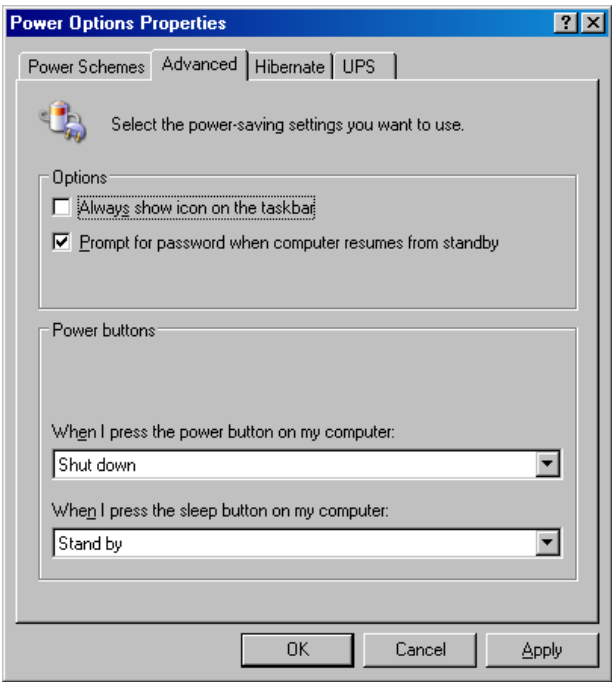 Power Options Properties
Power Schemes Advanced Hibernate UPS
Select the power-saving settings you want to use.
Options
Always show icon on the taskbar
Prompt for password when computer resumes from standby
Power buttons
When I press the power button on my computer:
Shut down
When I press the sleep button on my computer:
Stand by
OK Cancel Apply